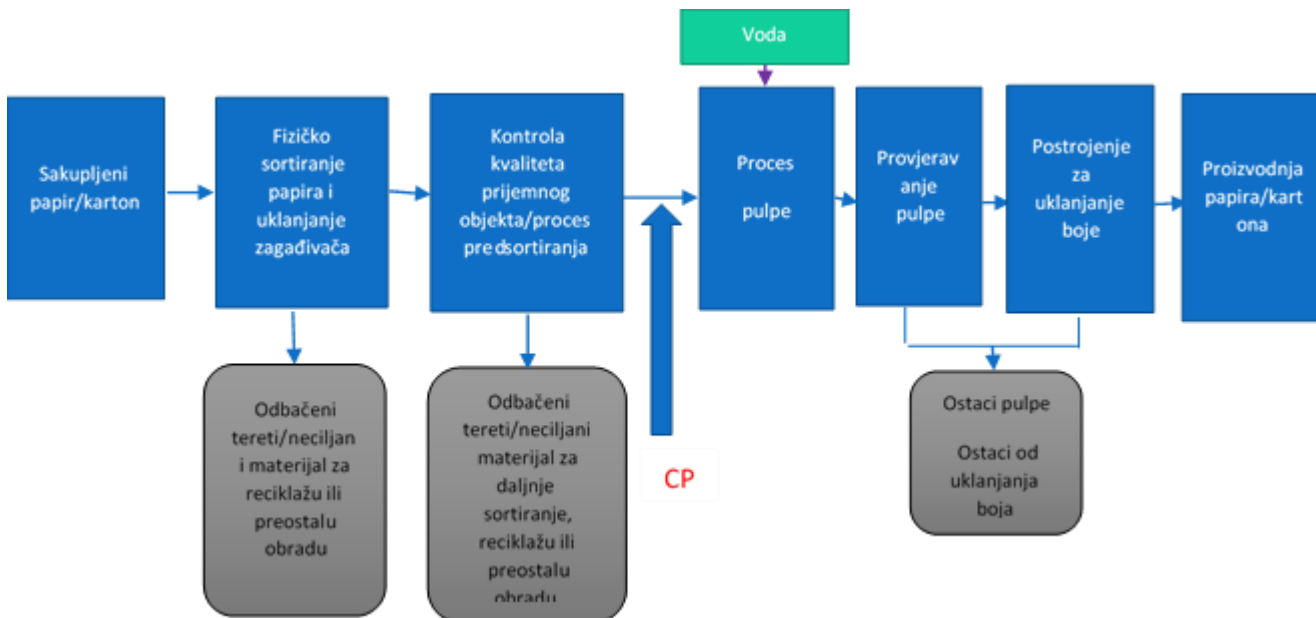 Voda
Sakupljeni
papir/karton
Fizičko
sortiranje
papira i
uklanjanje
zagađivača
Kontrola
kvaliteta
prijemnog
objekta/proces
predsortiranja
Proces
pulpe
Provjerav
anje
pulpe
Postrojenje
za
uklanjanje
boje
Proizvodnja
papira/kart
ona
Odbačeni
tereti/neciljan
i materijal za
reciklažu ili
preostalu
obradu
Odbačeni
tereti/neciljani
materijal za
daljnje
sortiranje,
reciklažu ili
preostalu
obradu
CP
Ostaci pulpe
Ostaci od
uklanjanja
boja